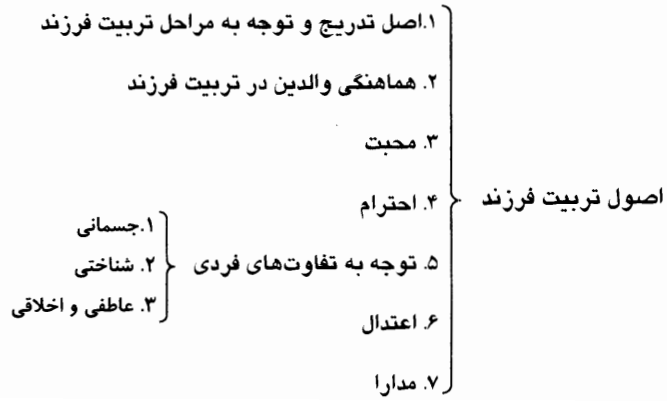 اصول تربیت فرزند
۱.اصل تدریج و توجه به مراحل تربیت فرزند
۲. هماهنگی والدین در تربیت فرزند
۳. محبت
۴. احترام
۵. توجه به تفاوت‌های فردی
۱.جسمانی
۲. شناختی
۳. عاطفی و اخلاقی
۶. اعتدال
۷. مدارا